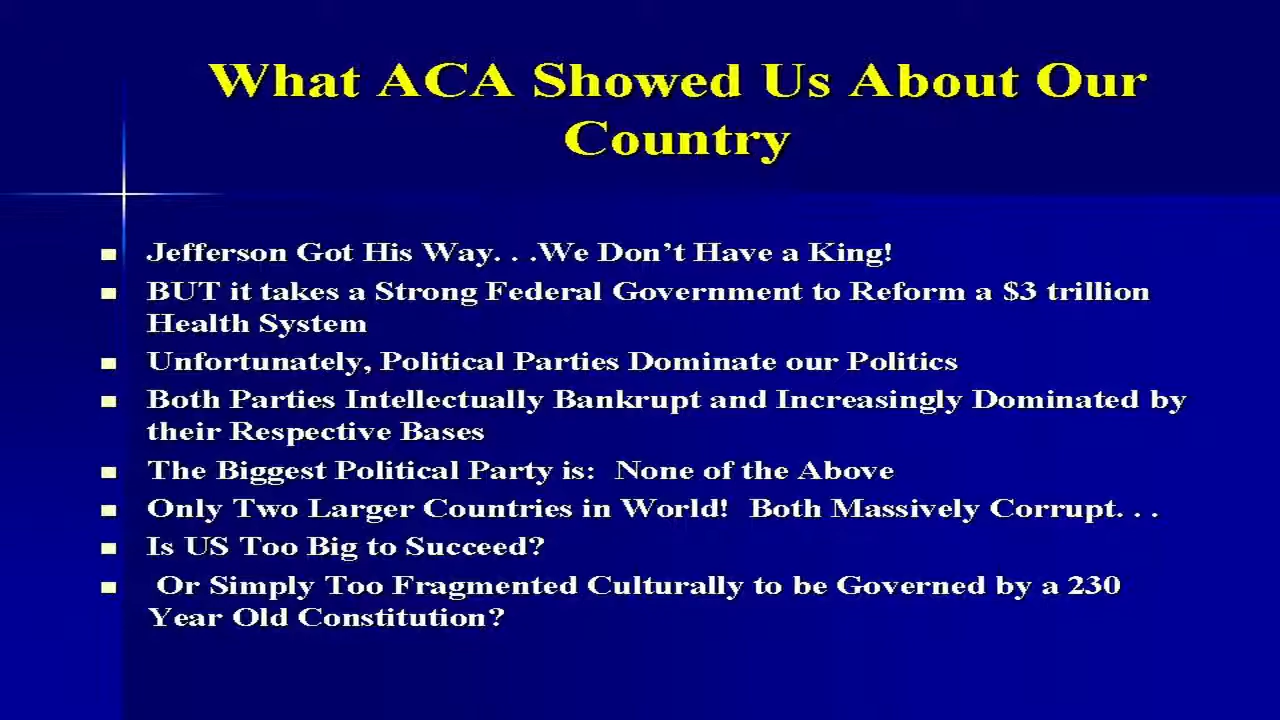 What ACA Showed Us About Our
Country
Jefferson Got His Way. . .We Don’t Have a King!
BUT it takes a Strong Federal Government to Reform a $3 trillion
Health System
Unfortunately, Political Parties Dominate our Politics
Both Parties Intellectually Bankrupt and Increasingly Dominated by
their Respective Bases
The Biggest Political Party is:  None of the Above
Only Two Larger Countries in World!  Both Massively Corrupt. . .
Is US Too Big to Succeed?
Or Simply Too Fragmented Culturally to be Governed by a 230
Year Old Constitution?